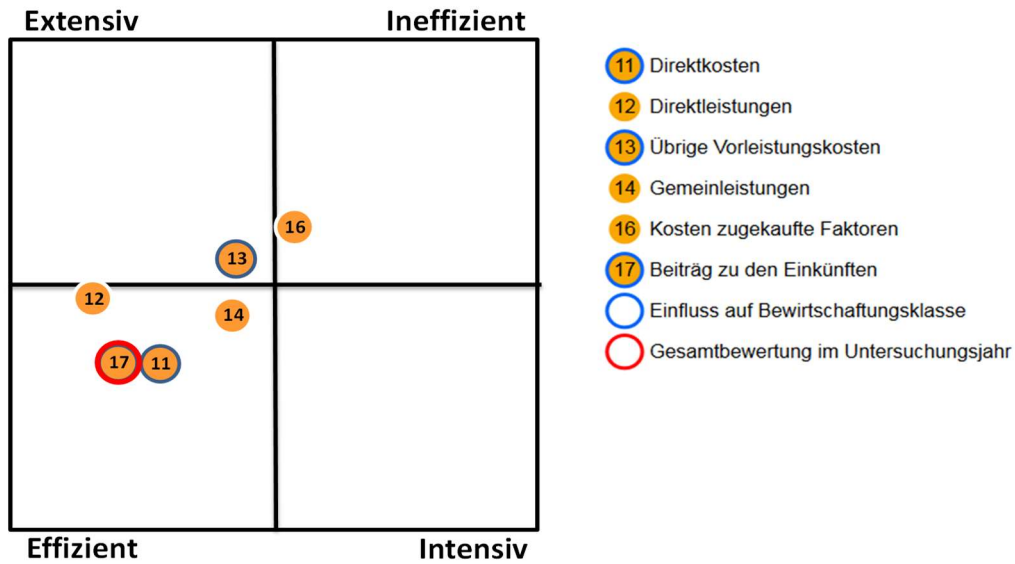 Extensiv
Ineffizient
16
13
12
14
17
11
Effizient
Intensiv
11 Direktkosten
12 Direktleistungen
13 Übrige Vorleistungskosten
14 Gemeinleistungen
16 Kosten zugekaufte Faktoren
17 Beiträg zu den Einkünften
Einfluss auf Bewirtschaftungsklasse
Gesamtbewertung im Untersuchungsjahr